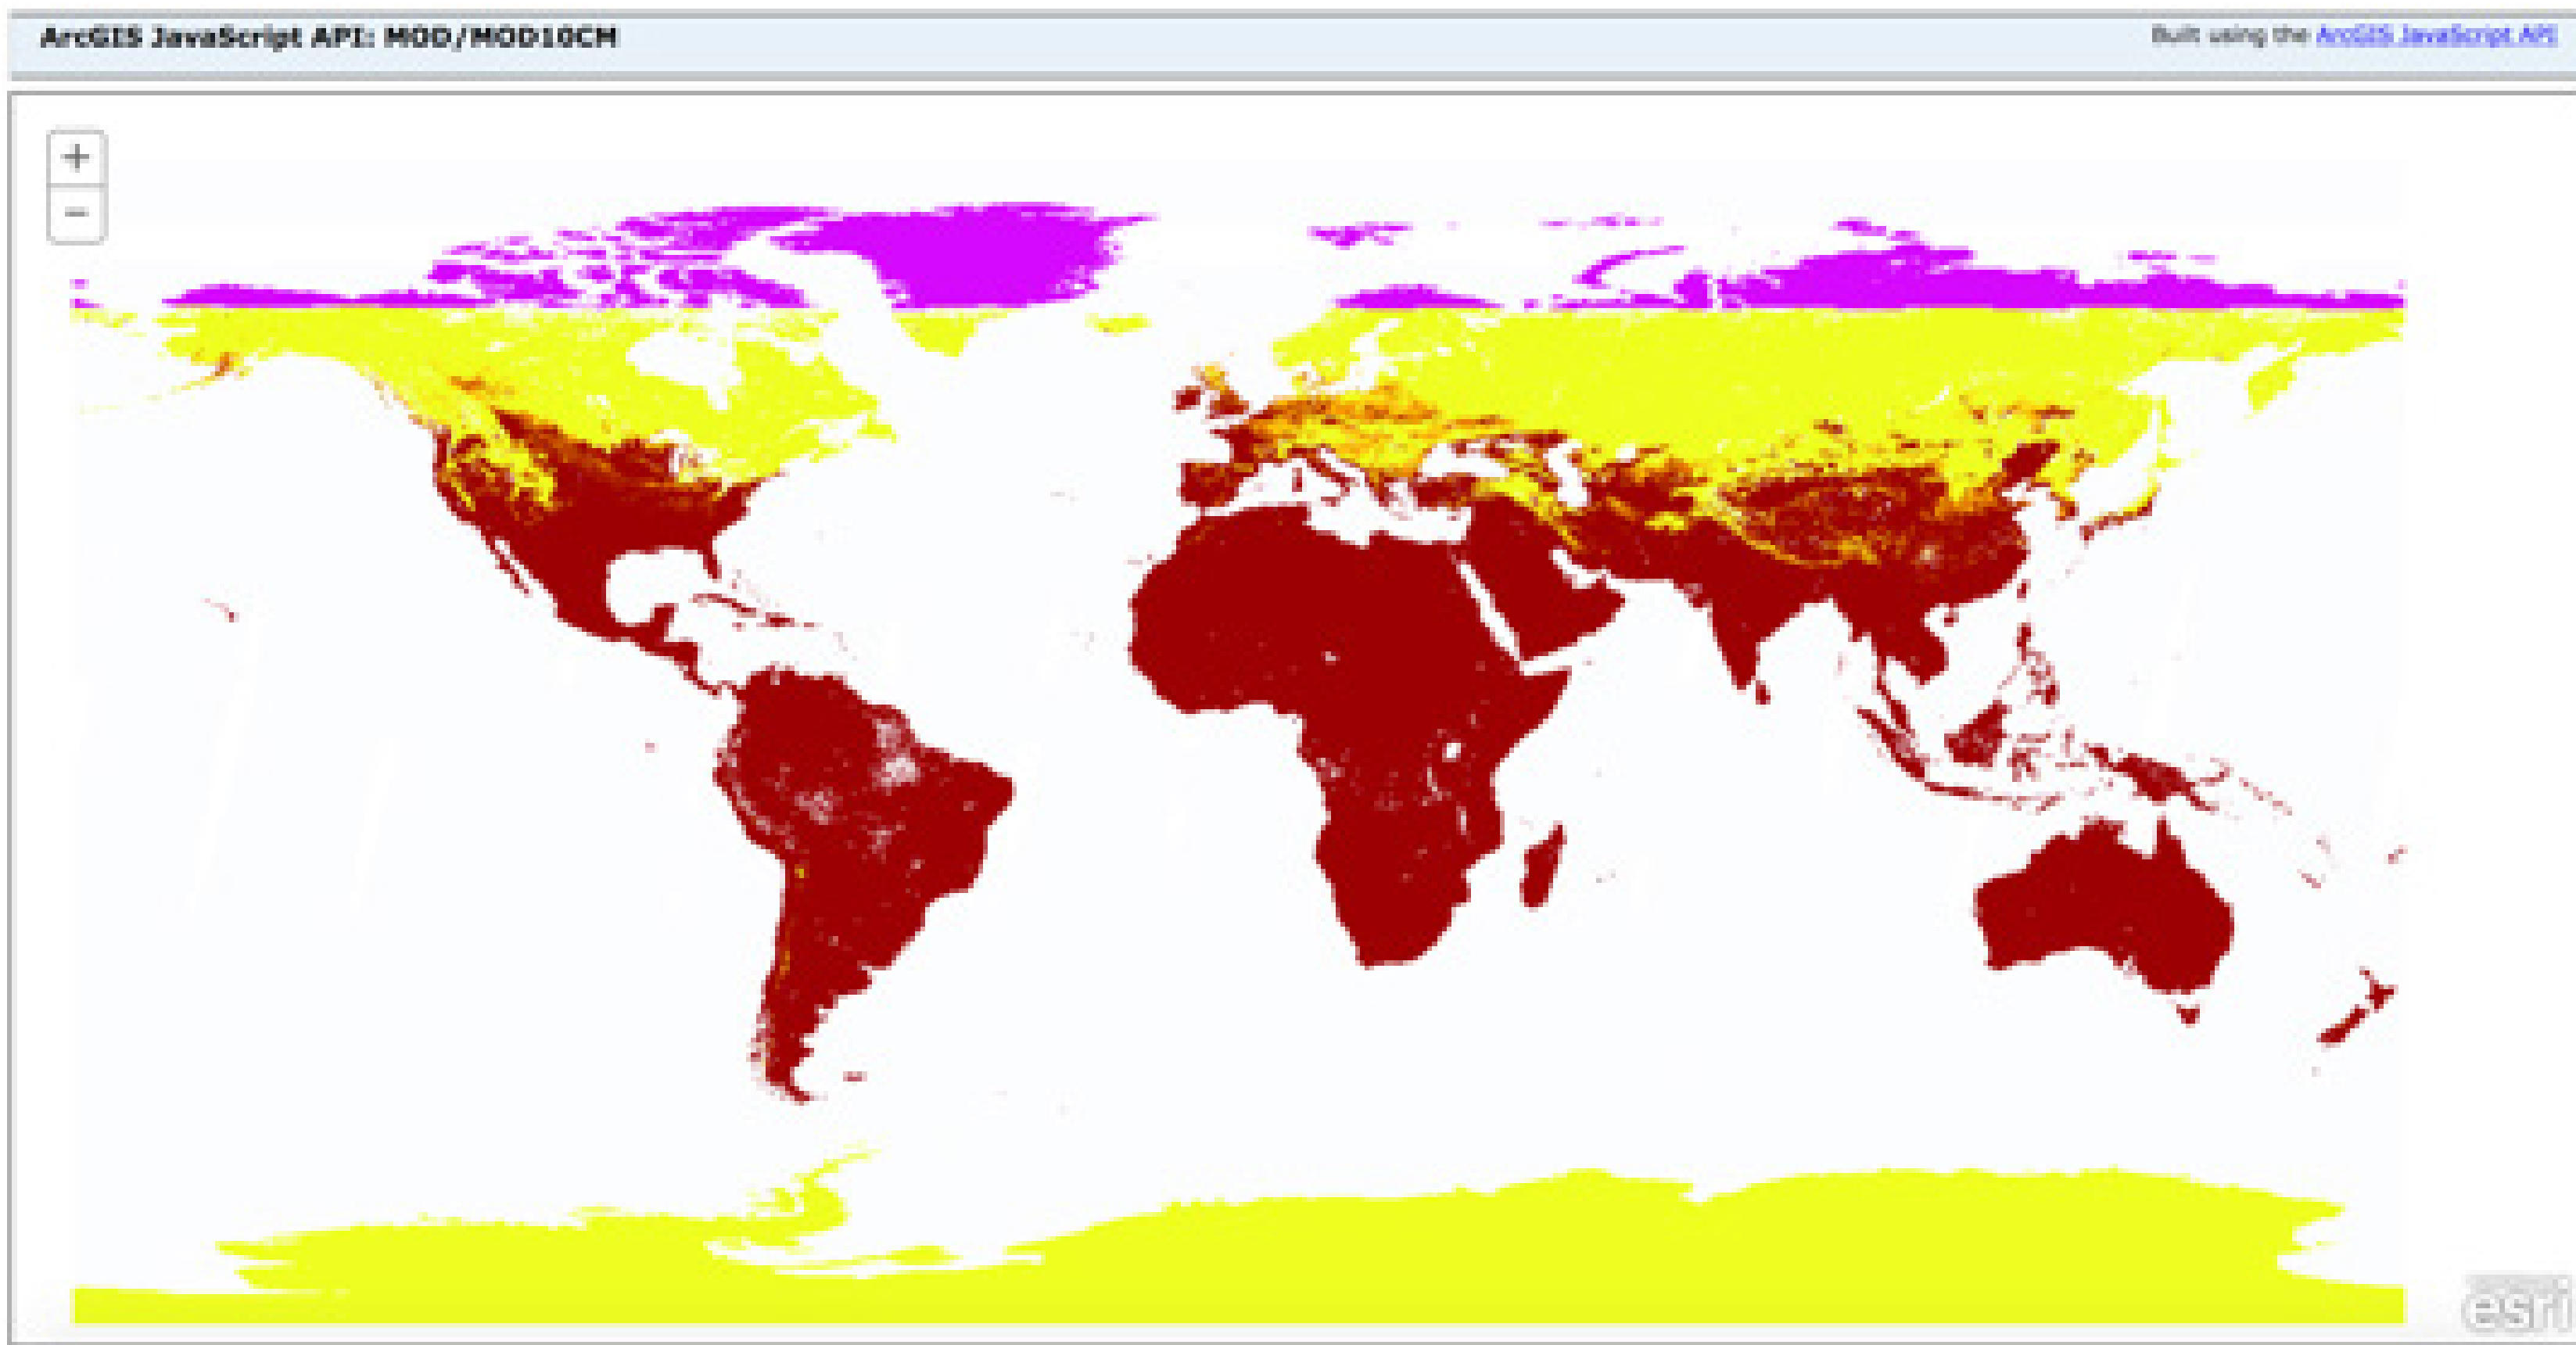 ArcGIS JavaScript API: MOD/MOD10CM
Built using the ArcGIS JavaScript API
+
−
esri